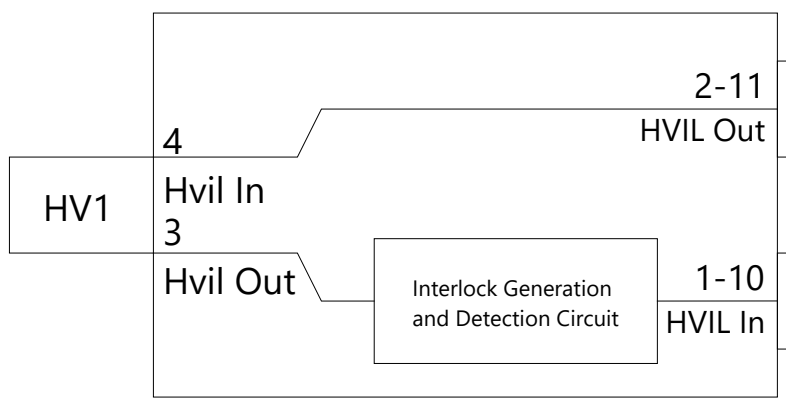 2-11
HVIL Out
4
Hvil In
HV1
3
Hvil Out
Interlock Generation
and Detection Circuit
1-10
HVIL In